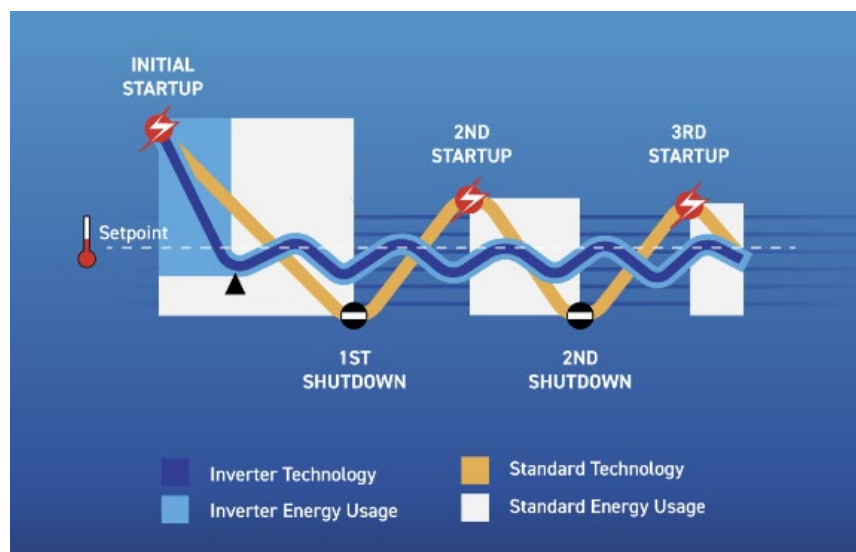 INITIAL
STARTUP
2ND
STARTUP
3RD
STARTUP
Setpoint
1ST
SHUTDOWN
2ND
SHUTDOWN
Inverter Technology
Standard Technology
Inverter Energy Usage
Standard Energy Usage